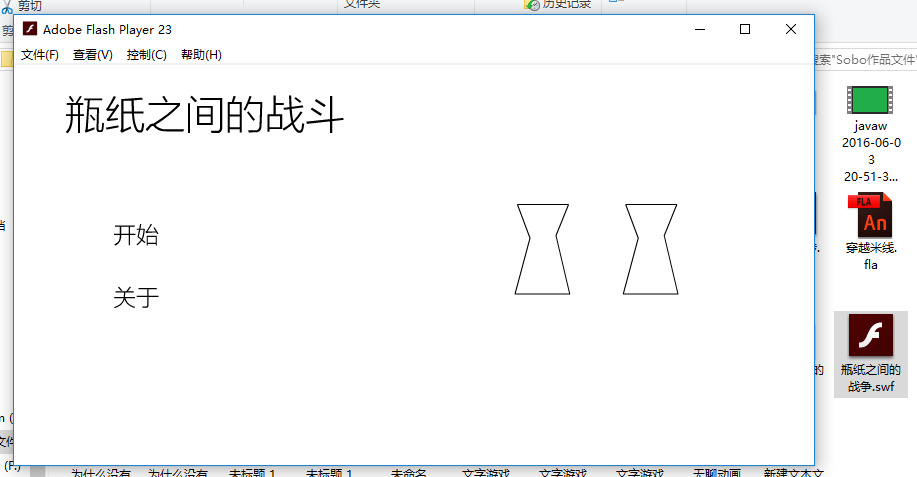 剪切
文件夹
历史记录
Adobe Flash Player 23
文件(F) 查看(V) 控制(C) 帮助(H)
搜索"Sobo作品文件"
瓶纸之间的战斗
开始
关于
javaw
2016-06-0
3
20-51-3...
FLA
An
穿越米线.
fla
瓶纸之间的
战争.swf
的
文件
(F:)
为什么没有 为什么没有 未标题-1 未标题-1 未命名 文字游戏 文字游戏 文字游戏 无聊动画 新建文本文